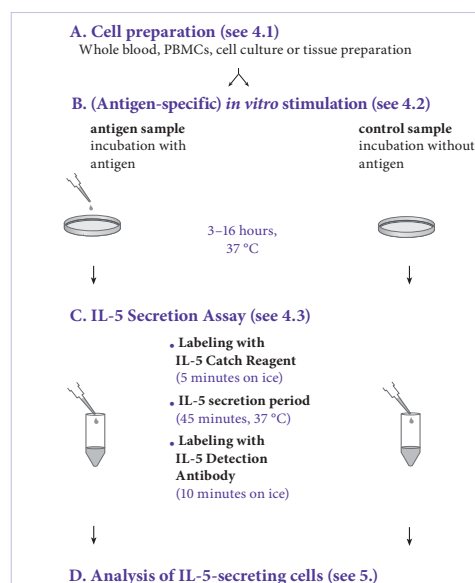 A. Cell preparation (see 4.1)
Whole blood, PBMCs, cell culture or tissue preparation
B. (Antigen-specific) in vitro stimulation (see 4.2)
antigen sample
incubation with
antigen
control sample
incubation without
antigen
3–16 hours,
37 °C
C. IL-5 Secretion Assay (see 4.3)
• Labeling with
IL-5 Catch Reagent
(5 minutes on ice)
• IL-5 secretion period
(45 minutes, 37 °C)
• Labeling with
IL-5 Detection
Antibody
(10 minutes on ice)
D. Analysis of IL-5-secreting cells (see 5.)